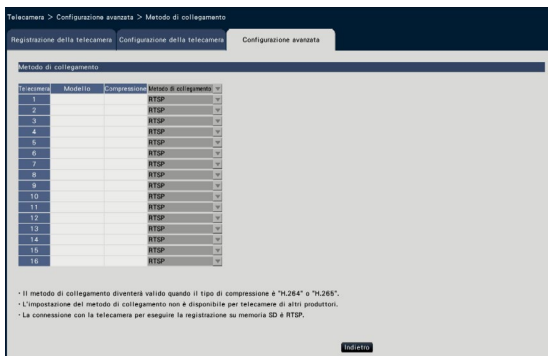 Telecamera > Configurazione avanzata > Metodo di collegamento
Registrazione della telecamera Configurazione della telecamera Configurazione avanzata
Metodo di collegamento
Telecamera Modello Compressione Metodo di collegamento
1 RTSP
2 RTSP
3 RTSP
4 RTSP
5 RTSP
6 RTSP
7 RTSP
8 RTSP
9 RTSP
10 RTSP
11 RTSP
12 RTSP
13 RTSP
14 RTSP
15 RTSP
16 RTSP
・Il metodo di collegamento diventerà valido quando il tipo di compressione è "H.264" o "H.265".
・L'impostazione del metodo di collegamento non è disponibile per telecamere di altri produttori.
・La connessione con la telecamera per eseguire la registrazione su memoria SD è RTSP.
Indietro